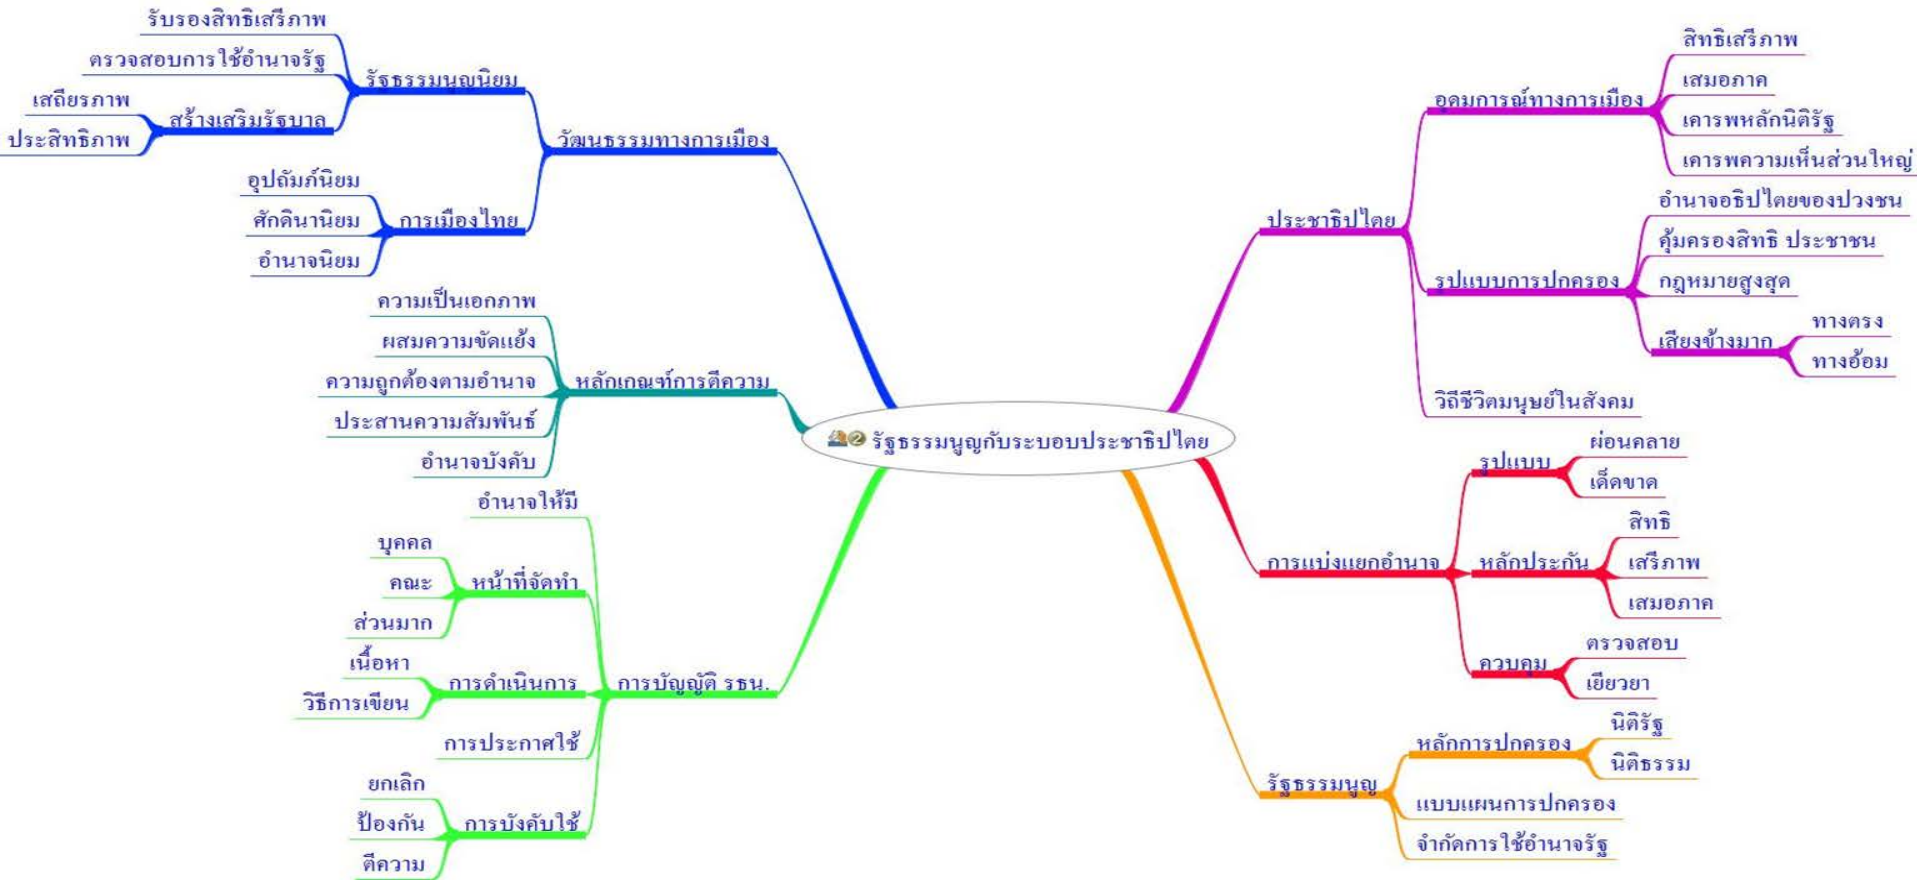 รับรองสิทธิเสรีภาพ
ตรวจสอบการใช้อำนาจรัฐ
รัฐธรรมนูญนิยม
เสถียรภาพ
สร้างเสริมรัฐบาล
ประสิทธิภาพ
วัฒนธรรมทางการเมือง
อุปถัมภ์นิยม
ศักดินานิยม
การเมืองไทย
อำนาจนิยม
ความเป็นเอกภาพ
ผสมความขัดแย้ง
ความถูกต้องตามอำนาจ
หลักเกณฑ์การตีความ
ประสานความสัมพันธ์
อำนาจบังคับ
② รัฐธรรมนูญกับระบอบประชาธิปไตย
อำนาจให้มี
บุคคล
คณะ
หน้าที่จัดทำ
ส่วนมาก
เนื้อหา
การดำเนินการ
วิธีการเขียน
การบัญญัติ รธน.
การประกาศใช้
ยกเลิก
ป้องกัน
การบังคับใช้
ตีความ
สิทธิเสรีภาพ
เสมอภาค
อุดมการณ์ทางการเมือง
เคารพหลักนิติรัฐ
เคารพความเห็นส่วนใหญ่
ประชาธิปไตย
อำนาจอธิปไตยของปวงชน
คุ้มครองสิทธิ ประชาชน
รูปแบบการปกครอง
กฎหมายสูงสุด
เสียงข้างมาก
ทางตรง
ทางอ้อม
วิถีชีวิตมนุษย์ในสังคม
ผ่อนคลาย
รูปแบบ
เด็ดขาด
สิทธิ
การแบ่งแยกอำนาจ
หลักประกัน
เสรีภาพ
เสมอภาค
ตรวจสอบ
ควบคุม
เยียวยา
นิติรัฐ
หลักการปกครอง
นิติธรรม
รัฐธรรมนูญ
แบบแผนการปกครอง
จำกัดการใช้อำนาจรัฐ